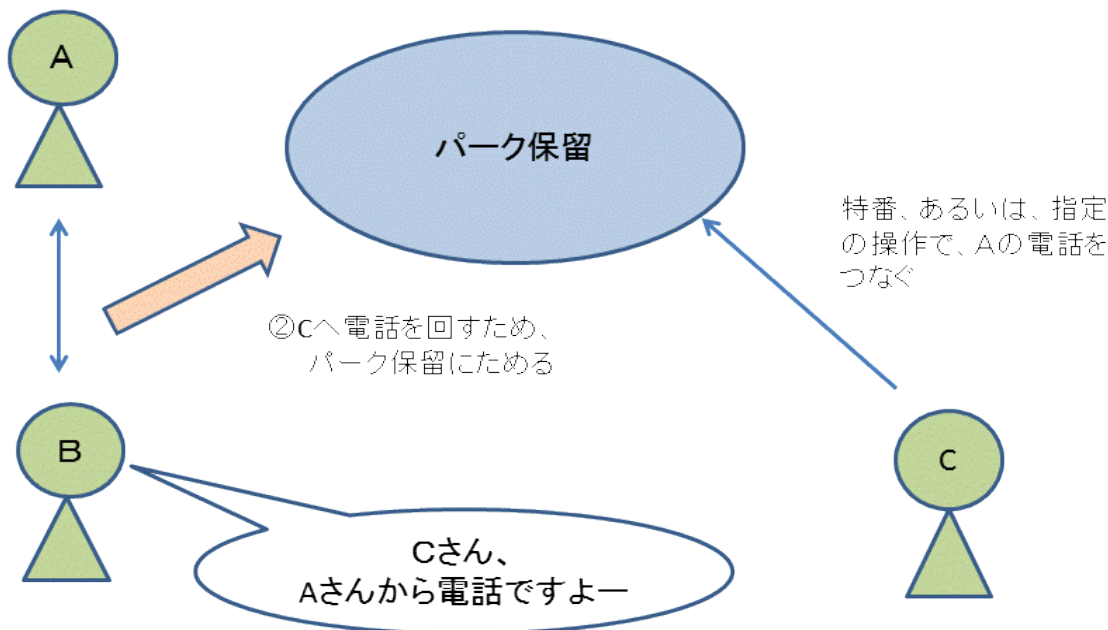 A
パーク保留
特番、あるいは、指定
の操作で、Aの電話を
つなぐ
②Cへ電話を回すため、
パーク保留にためる
B
C
Cさん、
Aさんから電話ですよー